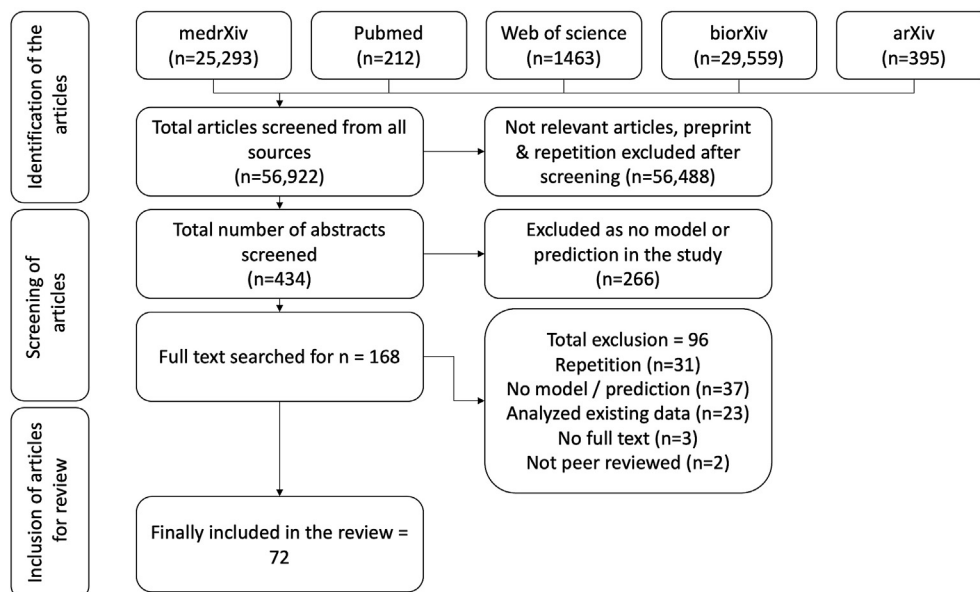 Identification of the
articles
medrXiv
(n=25,293)
Pubmed
(n=212)
Web of science
(n=1463)
biorXiv
(n=29,559)
arXiv
(n=395)
Total articles screened from all
sources
(n=56,922)
Not relevant articles, preprint
& repetition excluded after
screening (n=56,488)
Screening of
articles
Total number of abstracts
screened
(n=434)
Excluded as no model or
prediction in the study
(n=266)
Full text searched for n = 168
Total exclusion = 96
Repetition (n=31)
No model / prediction (n=37)
Analyzed existing data (n=23)
No full text (n=3)
Not peer reviewed (n=2)
Inclusion of articles
for review
Finally included in the review =
72